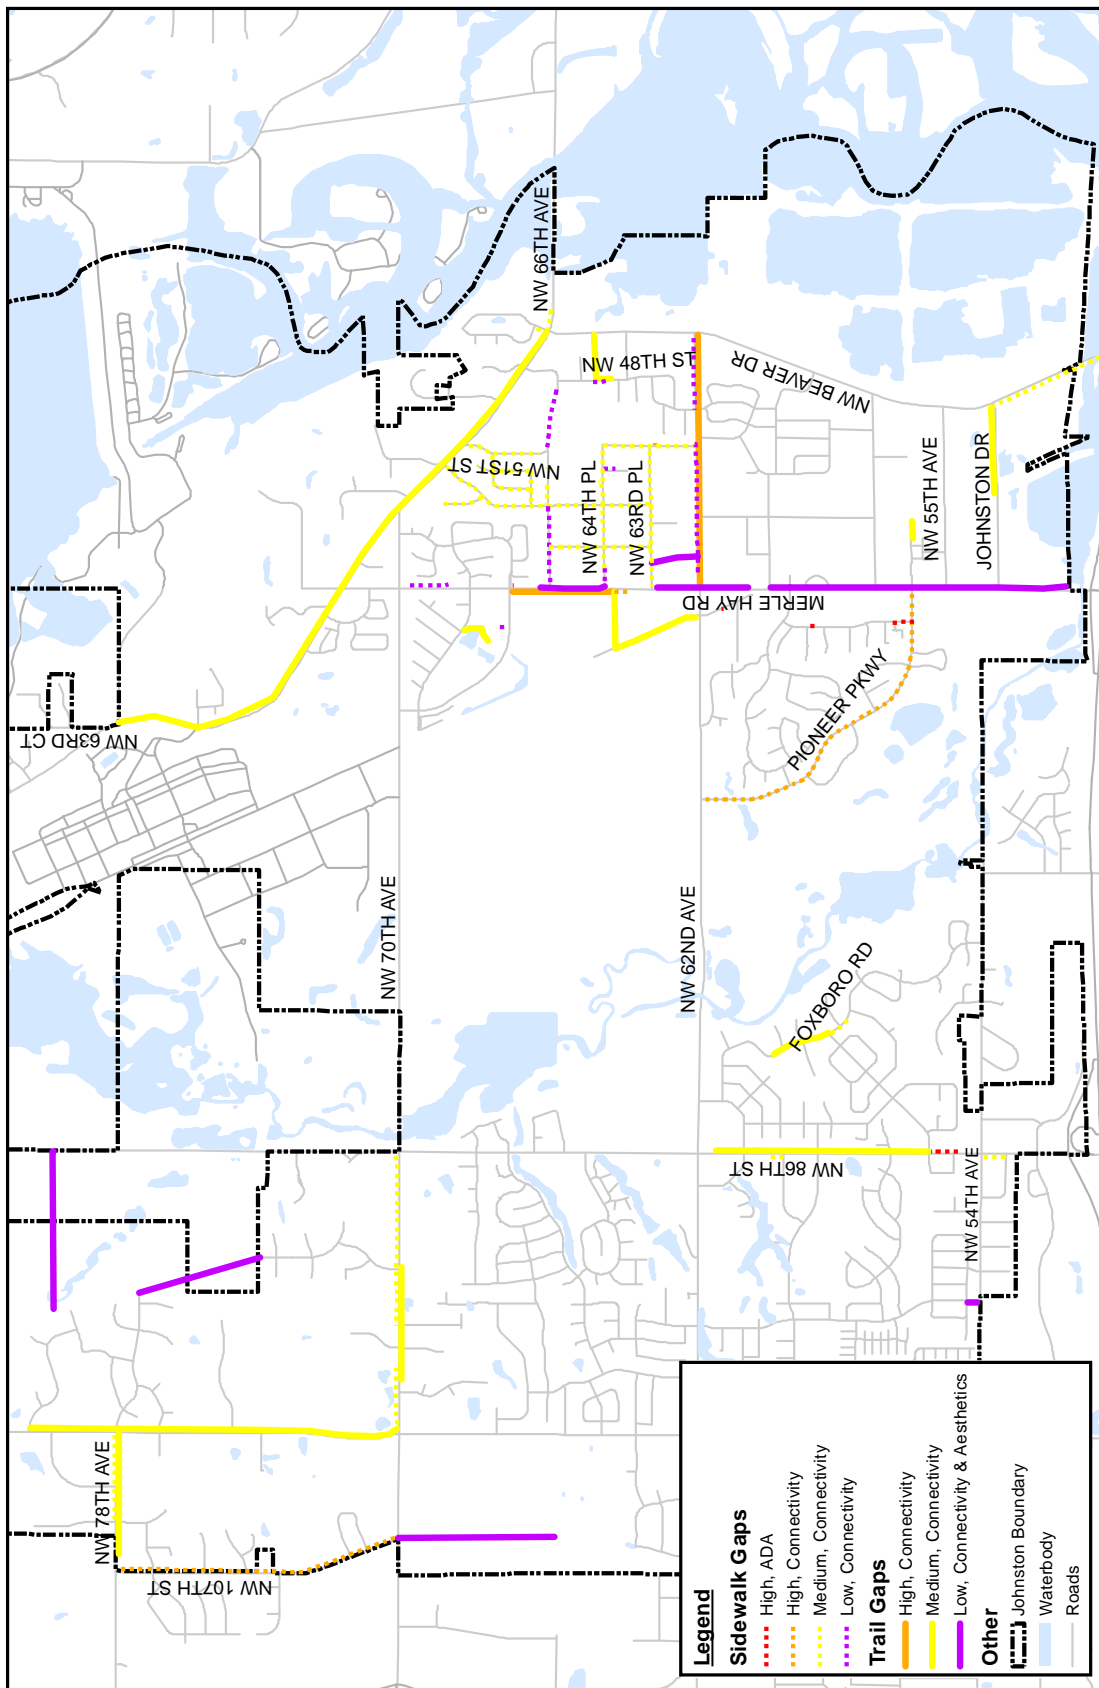 NW 66TH AVE
NW 48TH ST
NW BEAVER DR
NW 51ST ST
NW 64TH PL
NW 63RD PL
NW 55TH AVE
JOHNSTON DR
MERLE HAY RD
NW 63RD CT
PIONEER PKWY
NW 70TH AVE
NW 62ND AVE
FOXBORO RD
NW 86TH ST
NW 54TH AVE
NW 78TH AVE
NW 107TH ST
Legend
Sidewalk Gaps
High, ADA
High, Connectivity
Medium, Connectivity
Low, Connectivity
Trail Gaps
High, Connectivity
Medium, Connectivity
Low, Connectivity & Aesthetics
Other
Johnston Boundary
Waterbody
Roads